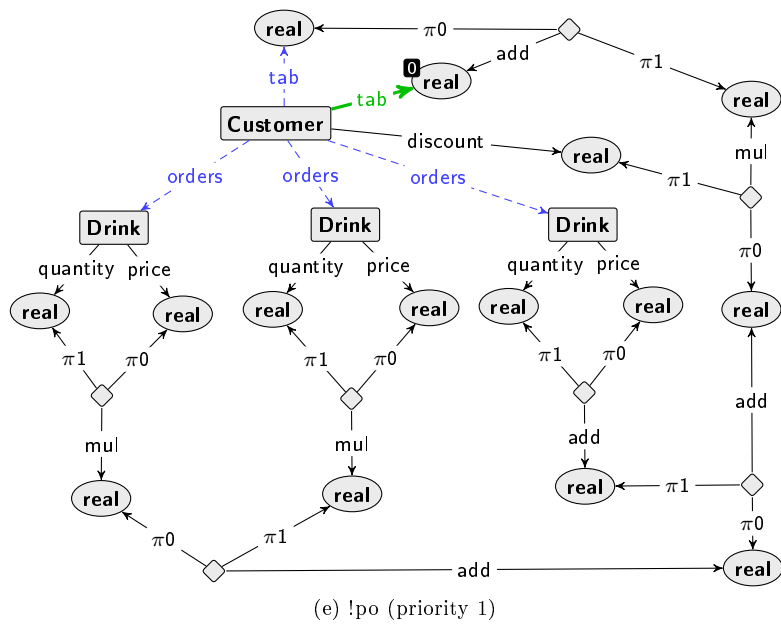 real
π0
add
π1
0
real
tab
tab
real
Customer
discount
mul
real
π1
orders
orders
orders
Drink
Drink
Drink
π0
quantity
price
quantity
price
quantity
price
real
real
real
real
real
real
real
π1
π0
π1
π0
π1
π0
add
mul
mul
add
real
real
real
π1
π0
π1
π0
add
real
(e) !po (priority 1)